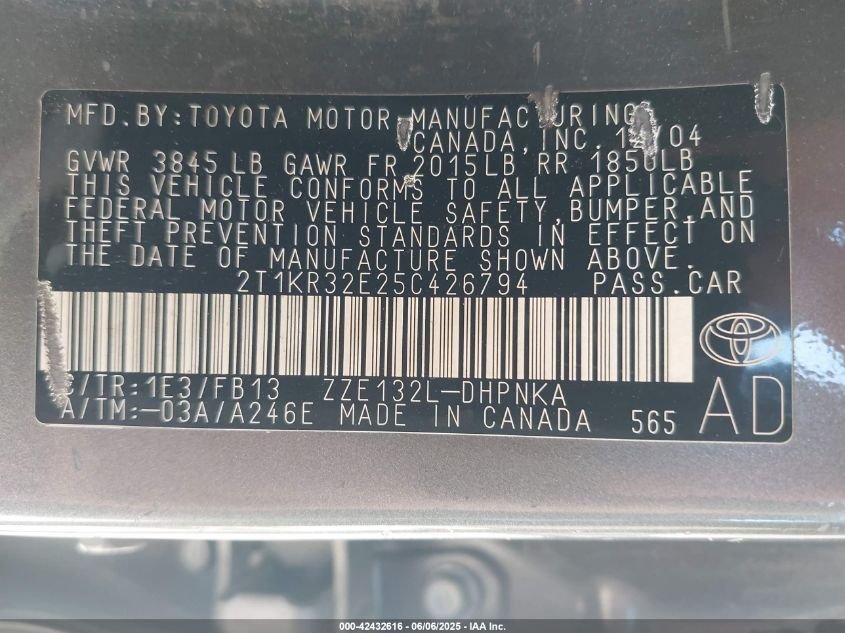 MFD.BY:TOYOTA MOTOR MANUFACTURING
CANADA,INC. 12/04
GVWR 3845LB GAWR FR 2015LB RR 1850LB
THIS VEHICLE CONFORMS TO ALL APPLICABLE
FEDERAL MOTOR VEHICLE SAFETY,BUMPER,AND
THEFT PREVENTION STANDARDS IN EFFECT ON
THE DATE OF MANUFACTURE SHOWN ABOVE.
2T1KR32E25C426794 PASS.CAR
C/TR:1E3/FB13 ZZE132L-DHPNKA
A/TM:-03A/A246E MADE IN CANADA 565
AD
000-42432616 - 06/06/2025 - IAA Inc.